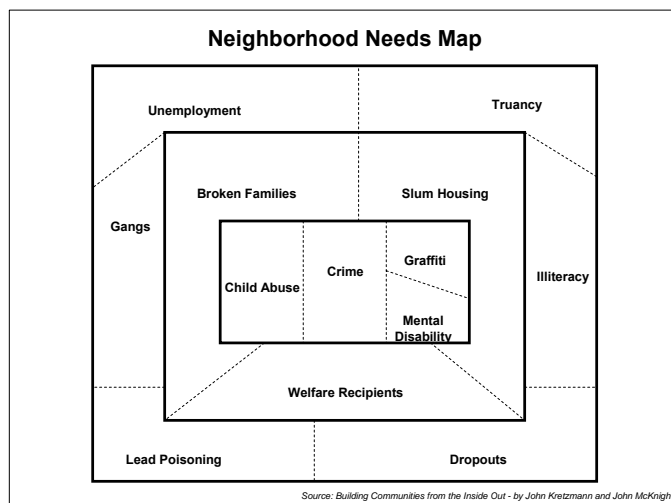 Neighborhood Needs Map
Unemployment
Truancy
Broken Families
Slum Housing
Gangs
Graffiti
Crime
Illiteracy
Child Abuse
Mental
Disability
Welfare Recipients
Lead Poisoning
Dropouts
Source: Building Communities from the Inside Out - by John Kretzmann and John McKnigh